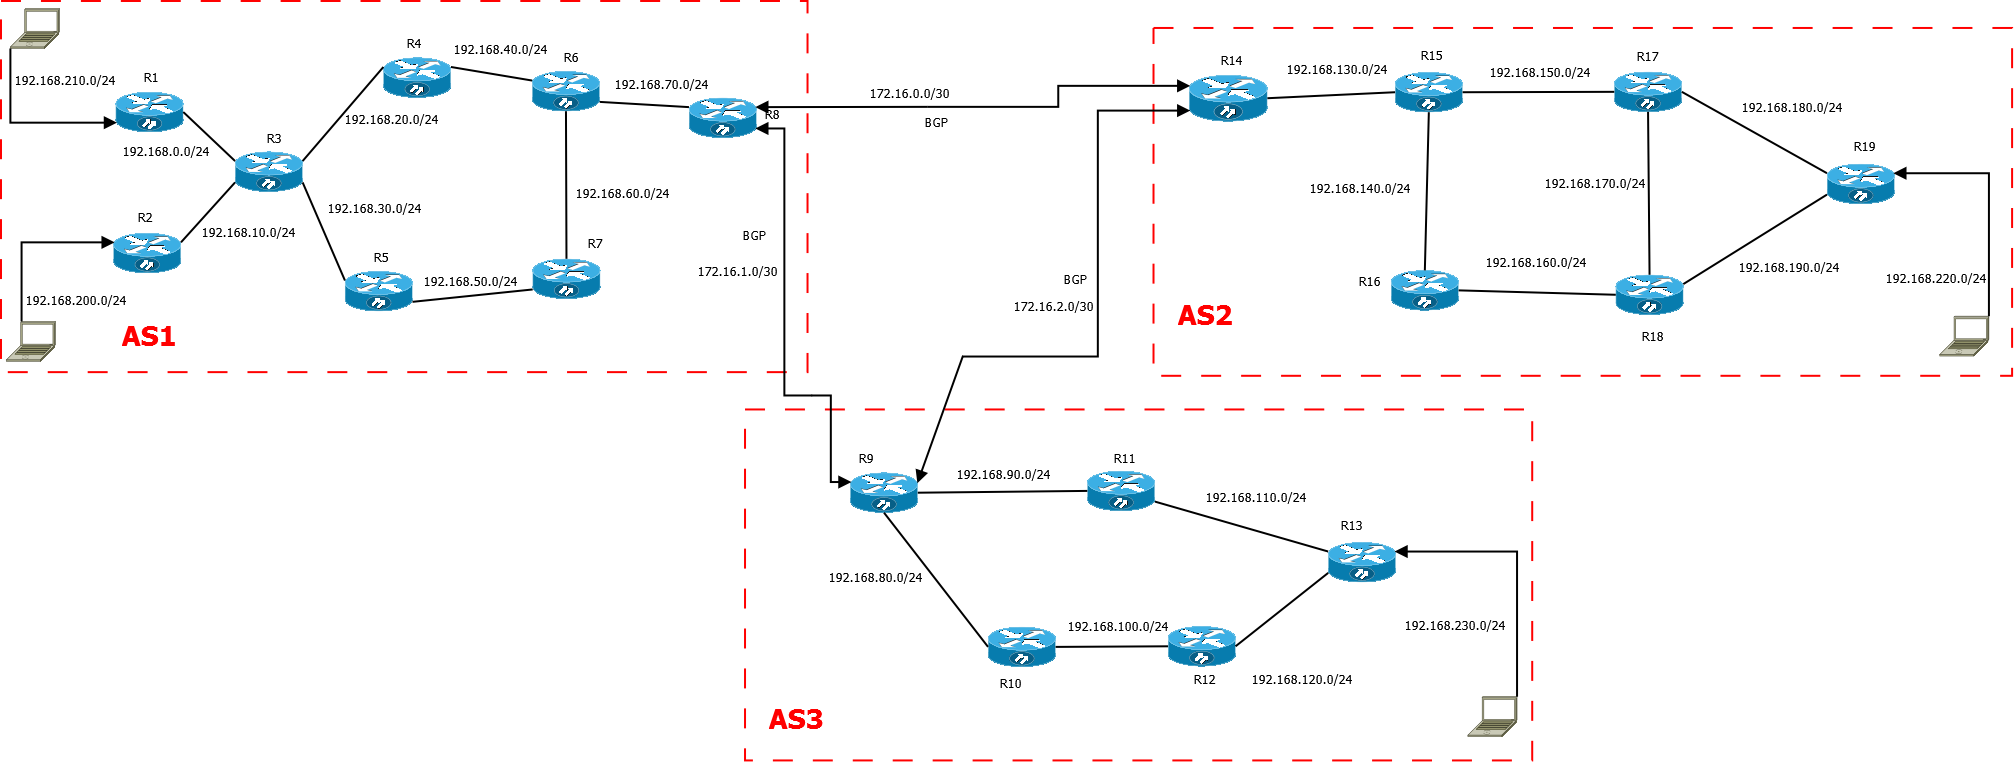 192.168.210.0/24
R1
192.168.0.0/24
R3
R2
192.168.10.0/24
192.168.200.0/24
AS1
R4
192.168.40.0/24
R6
192.168.70.0/24
R8
192.168.20.0/24
192.168.30.0/24
192.168.60.0/24
R5
192.168.50.0/24
R7
172.16.0.0/30
BGP
BGP
172.16.1.0/30
BGP
172.16.2.0/30
R14
192.168.130.0/24
R15
192.168.150.0/24
R17
192.168.180.0/24
R19
192.168.140.0/24
192.168.170.0/24
R16
192.168.160.0/24
192.168.190.0/24
192.168.220.0/24
R18
AS2
R9
192.168.90.0/24
R11
192.168.110.0/24
R13
192.168.80.0/24
192.168.100.0/24
192.168.230.0/24
R10
R12
192.168.120.0/24
AS3